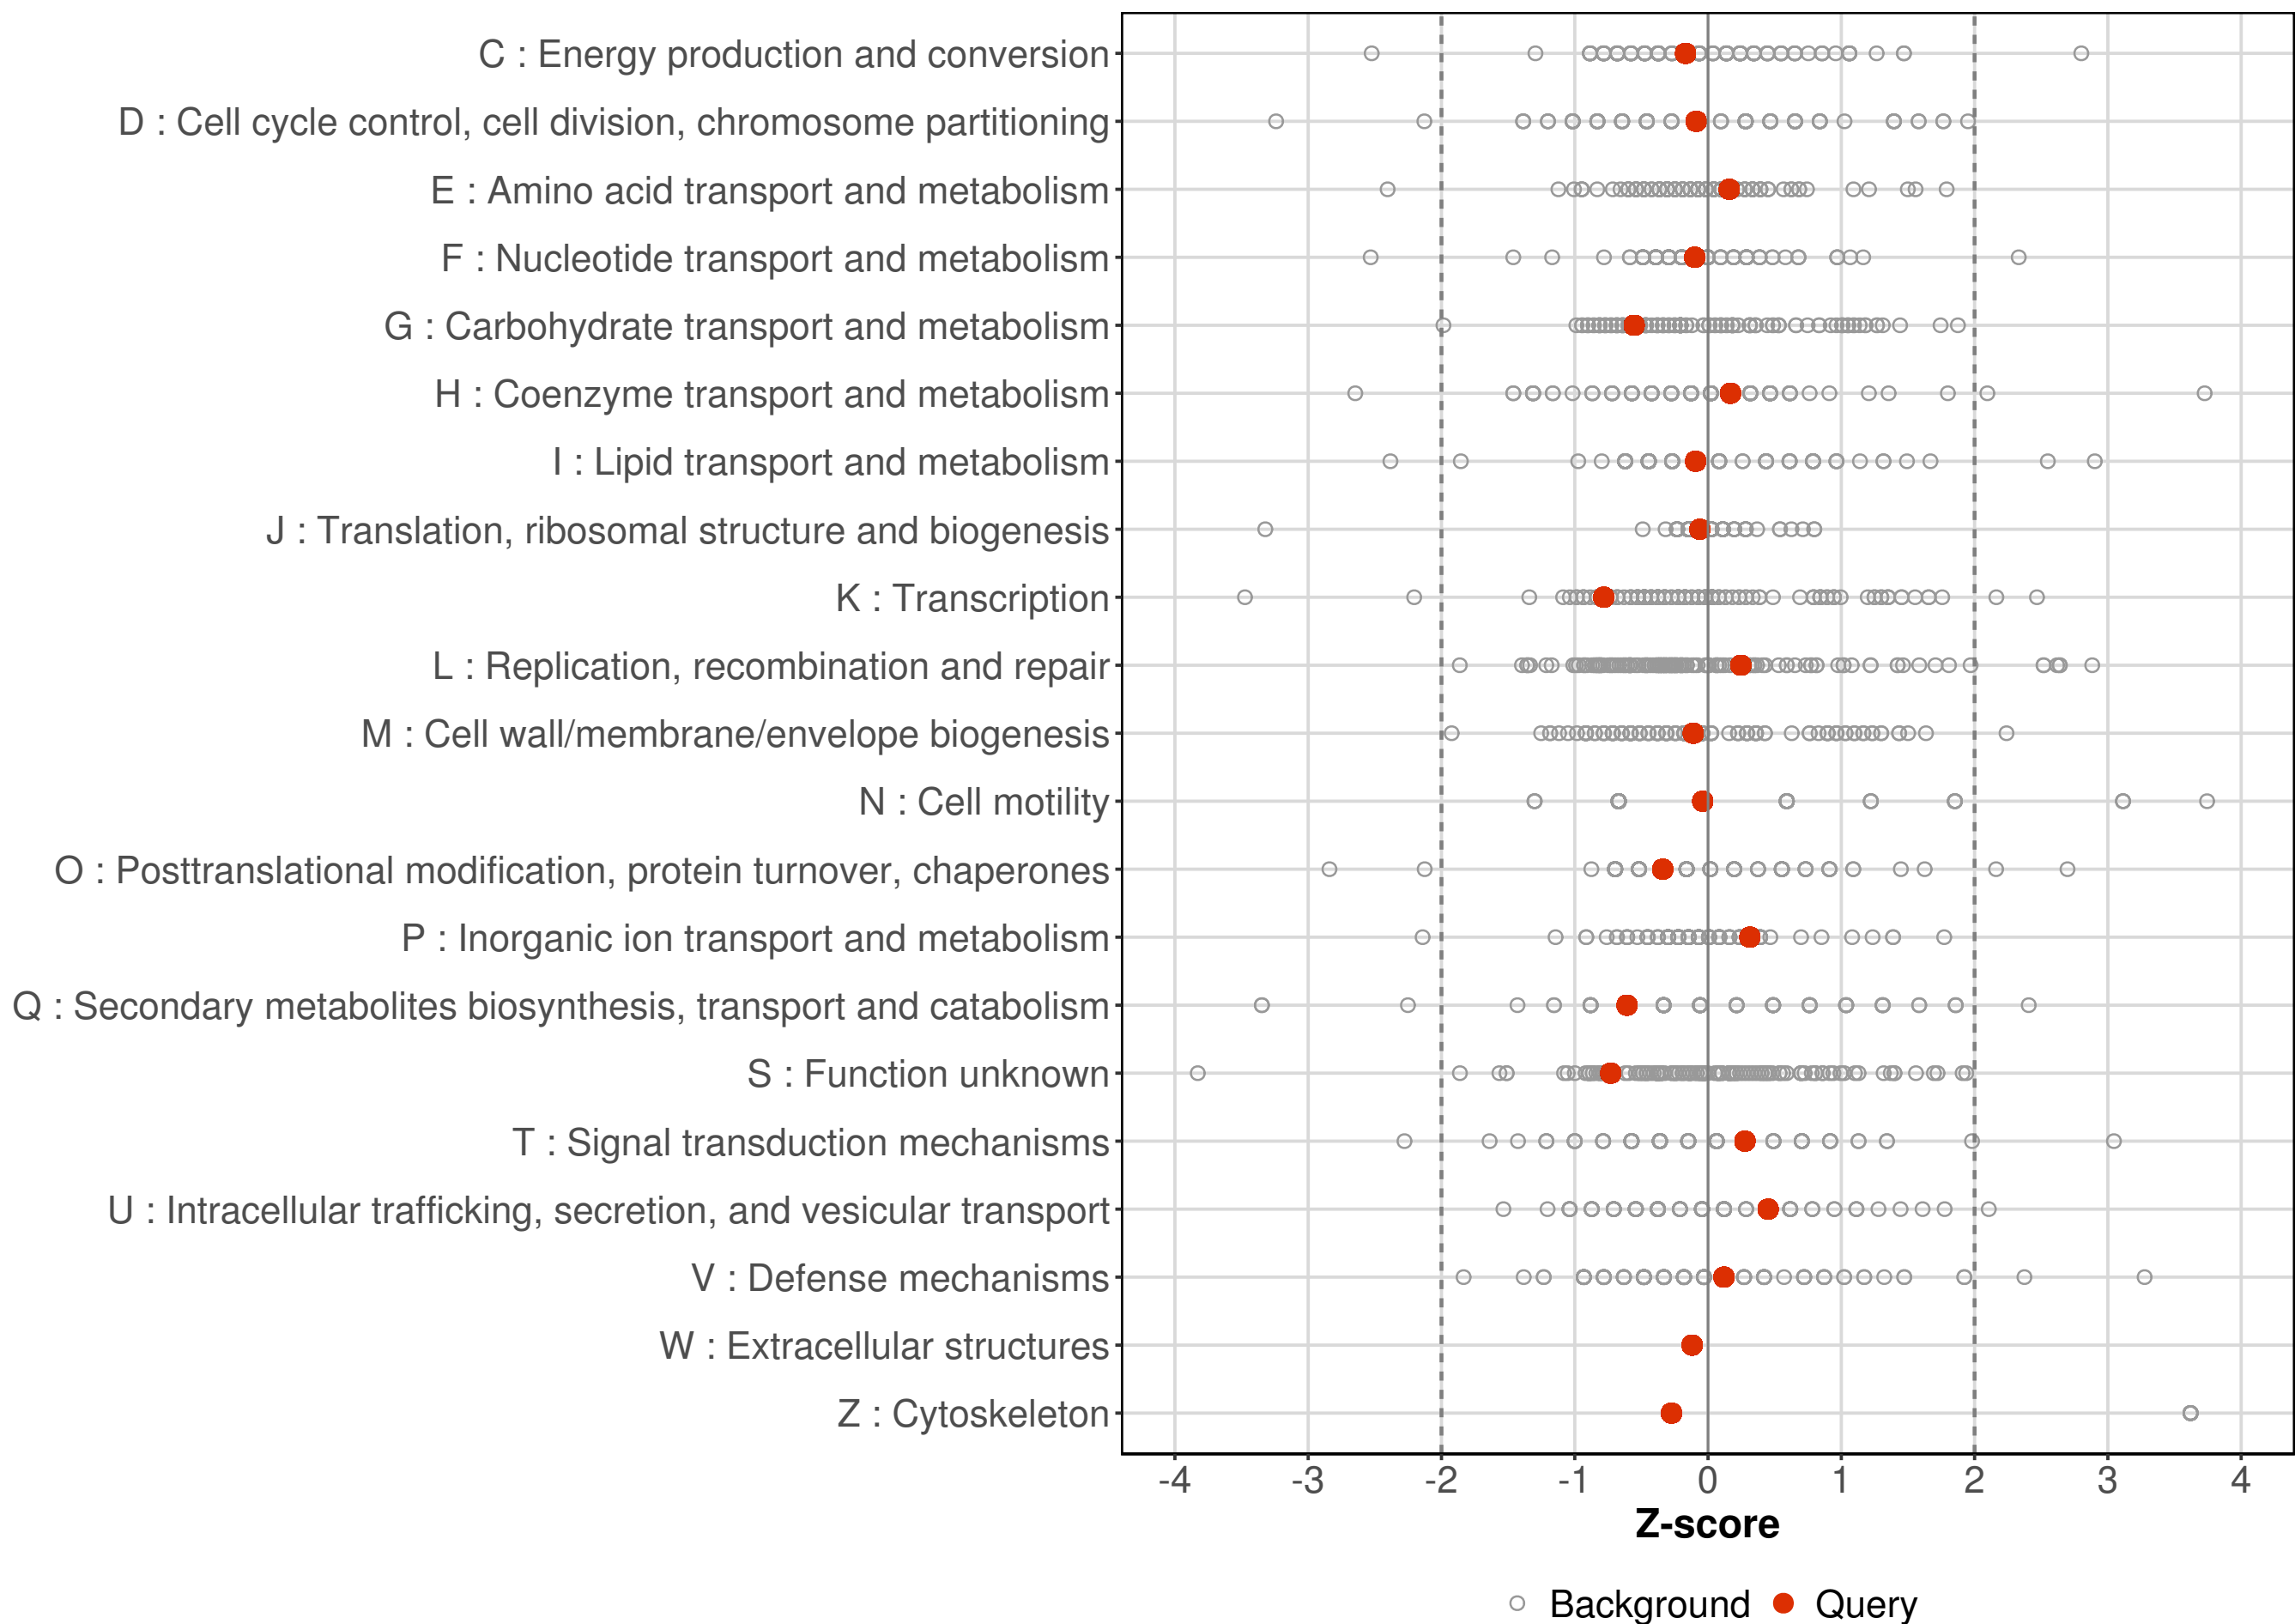 C : Energy production and conversion
D : Cell cycle control, cell division, chromosome partitioning
E : Amino acid transport and metabolism
F : Nucleotide transport and metabolism
G : Carbohydrate transport and metabolism
H : Coenzyme transport and metabolism
I : Lipid transport and metabolism
J : Translation, ribosomal structure and biogenesis
K : Transcription
L : Replication, recombination and repair
M : Cell wall/membrane/envelope biogenesis
N : Cell motility
O : Posttranslational modification, protein turnover, chaperones
P : Inorganic ion transport and metabolism
Q : Secondary metabolites biosynthesis, transport and catabolism
S : Function unknown
T : Signal transduction mechanisms
U : Intracellular trafficking, secretion, and vesicular transport
V : Defense mechanisms
W : Extracellular structures
Z : Cytoskeleton
-4 -3 -2 -1 0 1 2 3 4
Z-score
Background Query